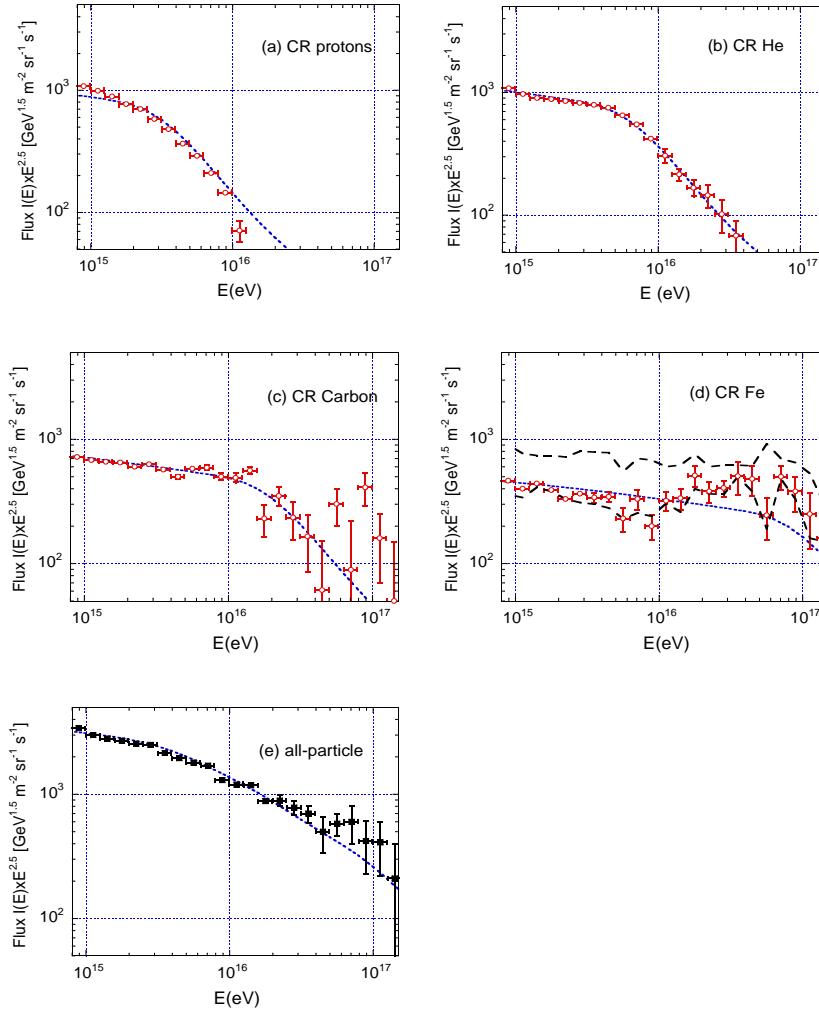 (a) CR protons
10^3
10^2
Flux I(E)xE^2.5 [GeV^1.5 m^-2 sr^-1 s^-1]
10^15 10^16 10^17
E(eV)
(b) CR He
10^3
10^2
Flux I(E)xE^2.5 [GeV^1.5 m^-2 sr^-1 s^-1]
10^15 10^16 10^17
E (eV)
(c) CR Carbon
10^3
10^2
Flux I(E)xE^2.5 [GeV^1.5 m^-2 sr^-1 s^-1]
10^15 10^16 10^17
E(eV)
(d) CR Fe
10^3
10^2
Flux I(E)xE^2.5 [GeV^1.5 m^-2 sr^-1 s^-1]
10^15 10^16 10^17
E(eV)
(e) all-particle
10^3
10^2
Flux I(E)xE^2.5 [GeV^1.5 m^-2 sr^-1 s^-1]
10^15 10^16 10^17
E(eV)